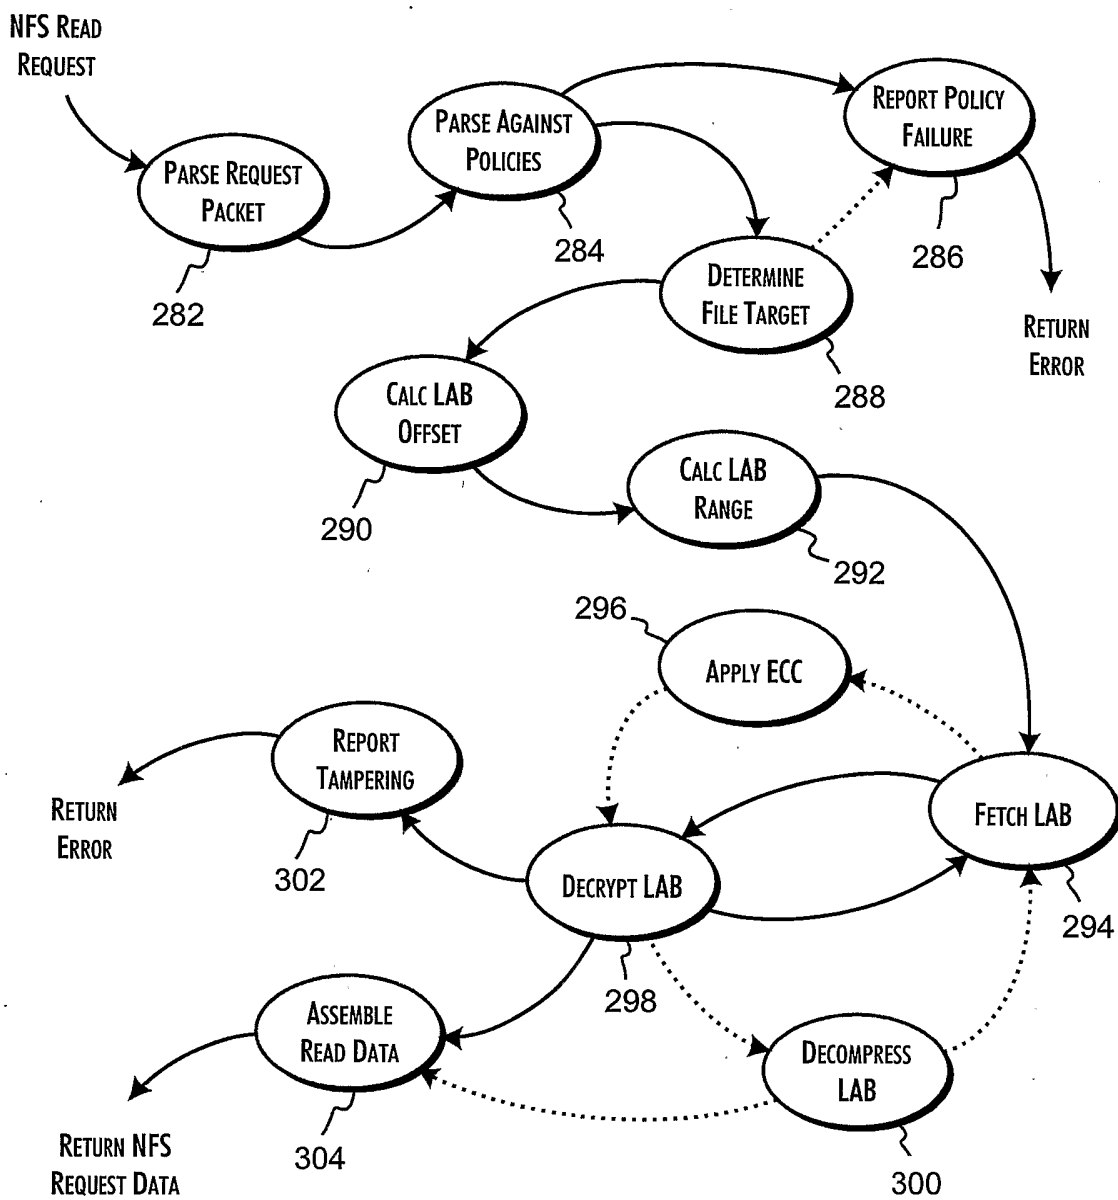 NFS READ
REQUEST
PARSE REQUEST
PACKET
282
PARSE AGAINST
POLICIES
284
REPORT POLICY
FAILURE
286
DETERMINE
FILE TARGET
288
RETURN
ERROR
CALC LAB
OFFSET
290
CALC LAB
RANGE
292
296
APPLY ECC
REPORT
TAMPERING
302
RETURN
ERROR
FETCH LAB
294
DECRYPT LAB
298
ASSEMBLE
READ DATA
304
DECOMPRESS
LAB
300
RETURN NFS
REQUEST DATA